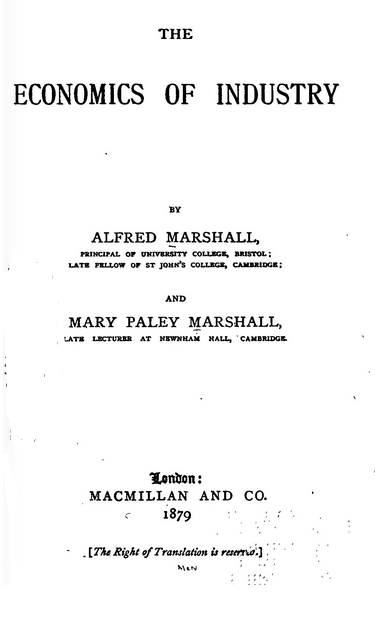 THE
ECONOMICS OF INDUSTRY
BY
ALFRED MARSHALL,
PRINCIPAL OF UNIVERSITY COLLEGE, BRISTOL;
LATE FELLOW OF ST JOHN'S COLLEGE, CAMBRIDGE;
AND
MARY PALEY MARSHALL,
LATE LECTURER AT NEWNHAM HALL, CAMBRIDGE.
London:
MACMILLAN AND CO.
1879
[The Right of Translation is reserved.]